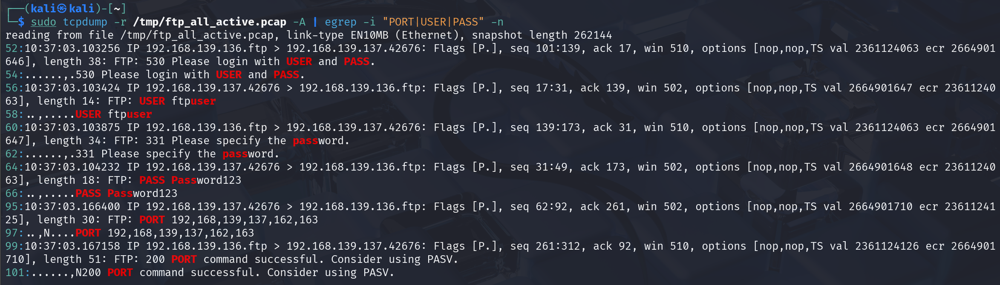 ┌──(kali㉿kali)-[~]
└─$ sudo tcpdump -r /tmp/ftp_all_active.pcap -A | egrep -i "PORT|USER|PASS" -n
reading from file /tmp/ftp_all_active.pcap, link-type EN10MB (Ethernet), snapshot length 262144
52:10:37:03.103256 IP 192.168.139.136.ftp > 192.168.139.137.42676: Flags [P.], seq 101:139, ack 17, win 510, options [nop,nop,TS val 2361124063 ecr 2664901
646], length 38: FTP: 530 Please login with USER and PASS.
54:......,.530 Please login with USER and PASS.
56:10:37:03.103424 IP 192.168.139.137.42676 > 192.168.139.136.ftp: Flags [P.], seq 17:31, ack 139, win 502, options [nop,nop,TS val 2664901647 ecr 23611240
63], length 14: FTP: USER ftpuser
58:..,.....USER ftpuser
60:10:37:03.103875 IP 192.168.139.136.ftp > 192.168.139.137.42676: Flags [P.], seq 139:173, ack 31, win 510, options [nop,nop,TS val 2361124063 ecr 2664901
647], length 34: FTP: 331 Please specify the password.
62:......,.331 Please specify the password.
64:10:37:03.104232 IP 192.168.139.137.42676 > 192.168.139.136.ftp: Flags [P.], seq 31:49, ack 173, win 502, options [nop,nop,TS val 2664901648 ecr 23611240
63], length 18: FTP: PASS Password123
66:..,.....PASS Password123
95:10:37:03.166400 IP 192.168.139.137.42676 > 192.168.139.136.ftp: Flags [P.], seq 62:92, ack 261, win 502, options [nop,nop,TS val 2664901710 ecr 23611241
25], length 30: FTP: PORT 192,168,139,137,162,163
97:..,N....PORT 192,168,139,137,162,163
99:10:37:03.167158 IP 192.168.139.136.ftp > 192.168.139.137.42676: Flags [P.], seq 261:312, ack 92, win 510, options [nop,nop,TS val 2361124126 ecr 2664901
710], length 51: FTP: 200 PORT command successful. Consider using PASV.
101:......,N200 PORT command successful. Consider using PASV.